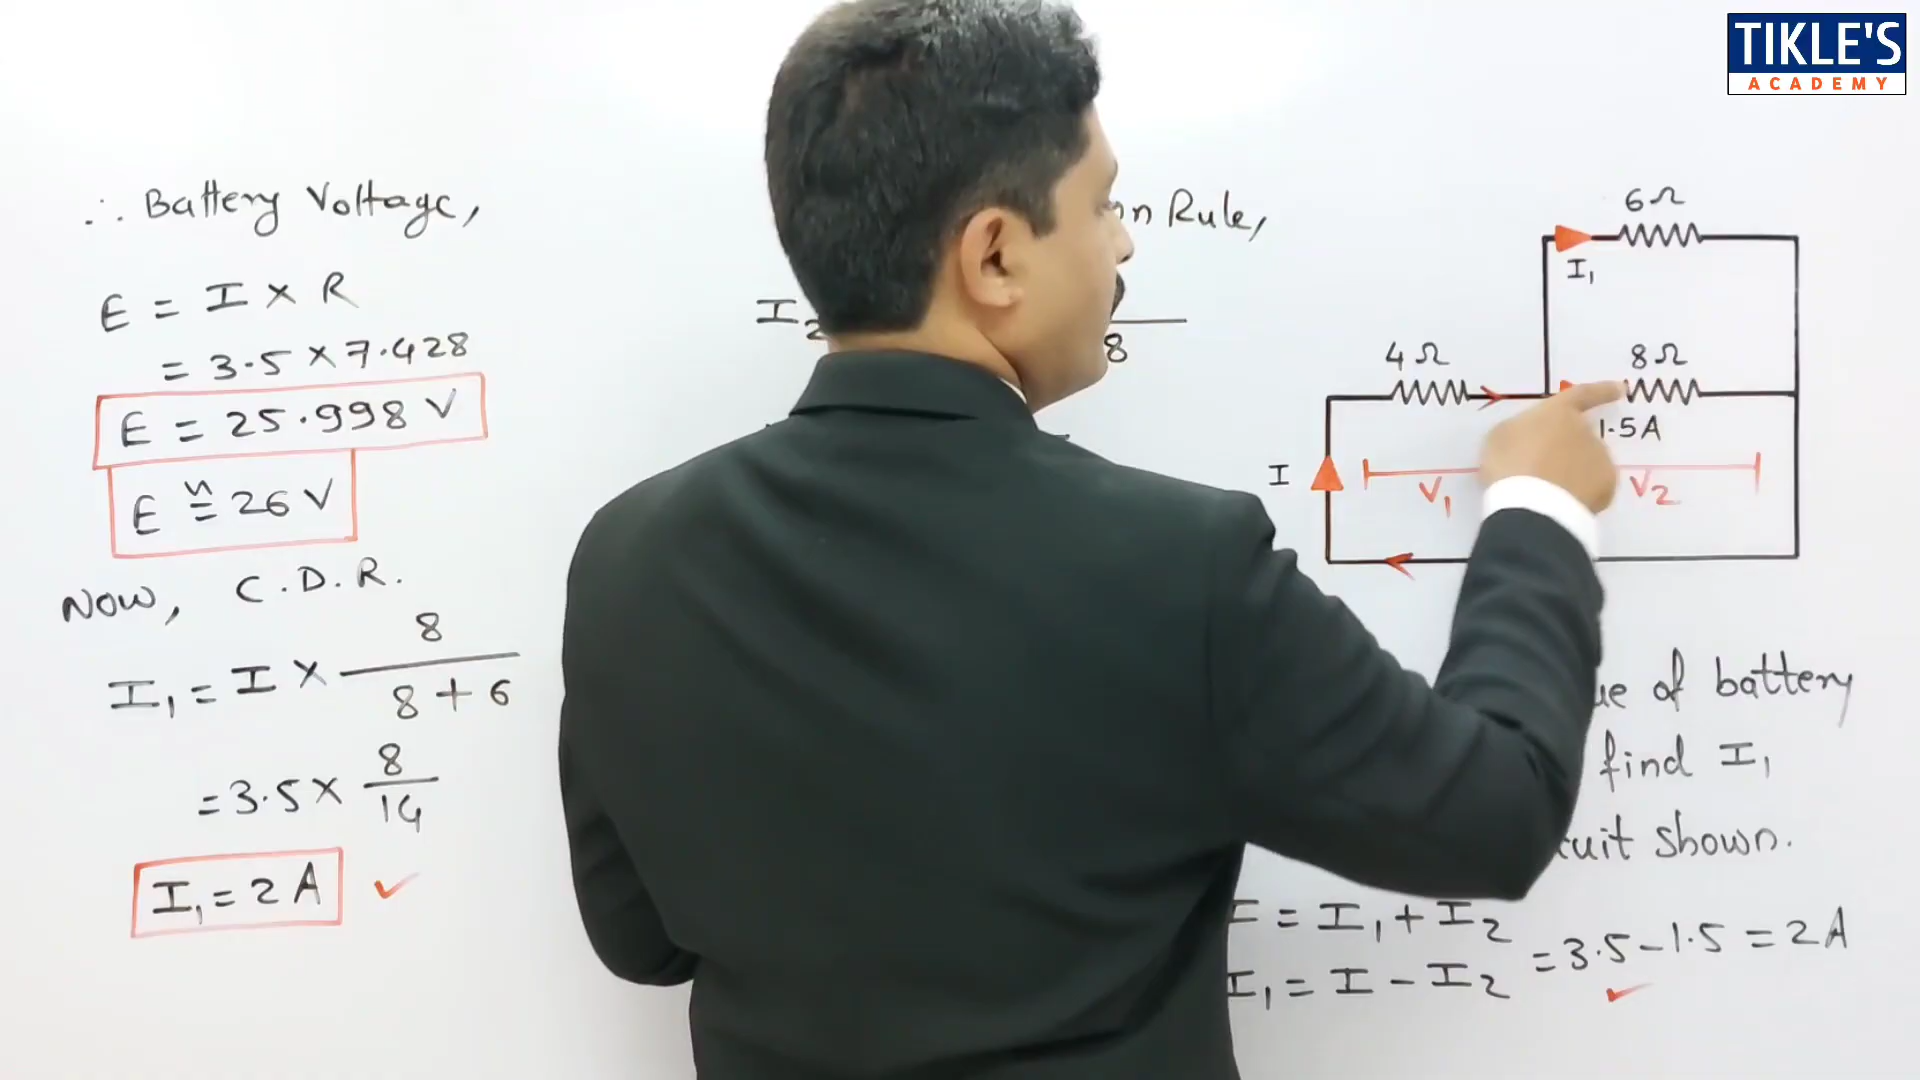 TIKLE'S
ACADEMY
∴ Battery Voltage,
E = I × R
= 3.5 × 7.428
E = 25.998 V
E ≅ 26 V
Now, C.D.R.
I₁ = I × 8 / 8 + 6
= 3.5 × 8 / 14
I₁ = 2 A ✓
Rule,
I₂
8
6Ω
I₁
4Ω
8Ω
1.5A
I
V₁
V₂
of battery
find I₁
shown.
= I₁ + I₂
I₁ = I - I₂ = 3.5 - 1.5 = 2A ✓